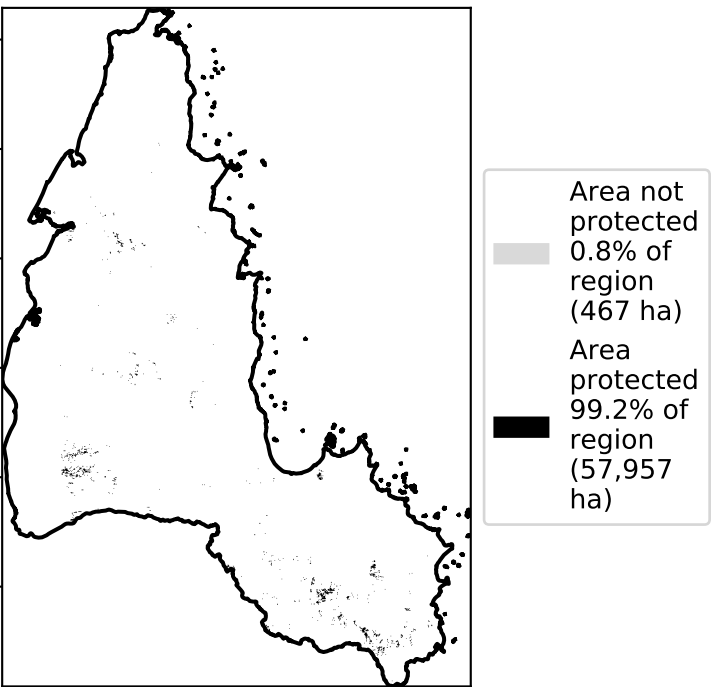 Area not
protected
0.8% of
region
(467 ha)
Area
protected
99.2% of
region
(57,957
ha)